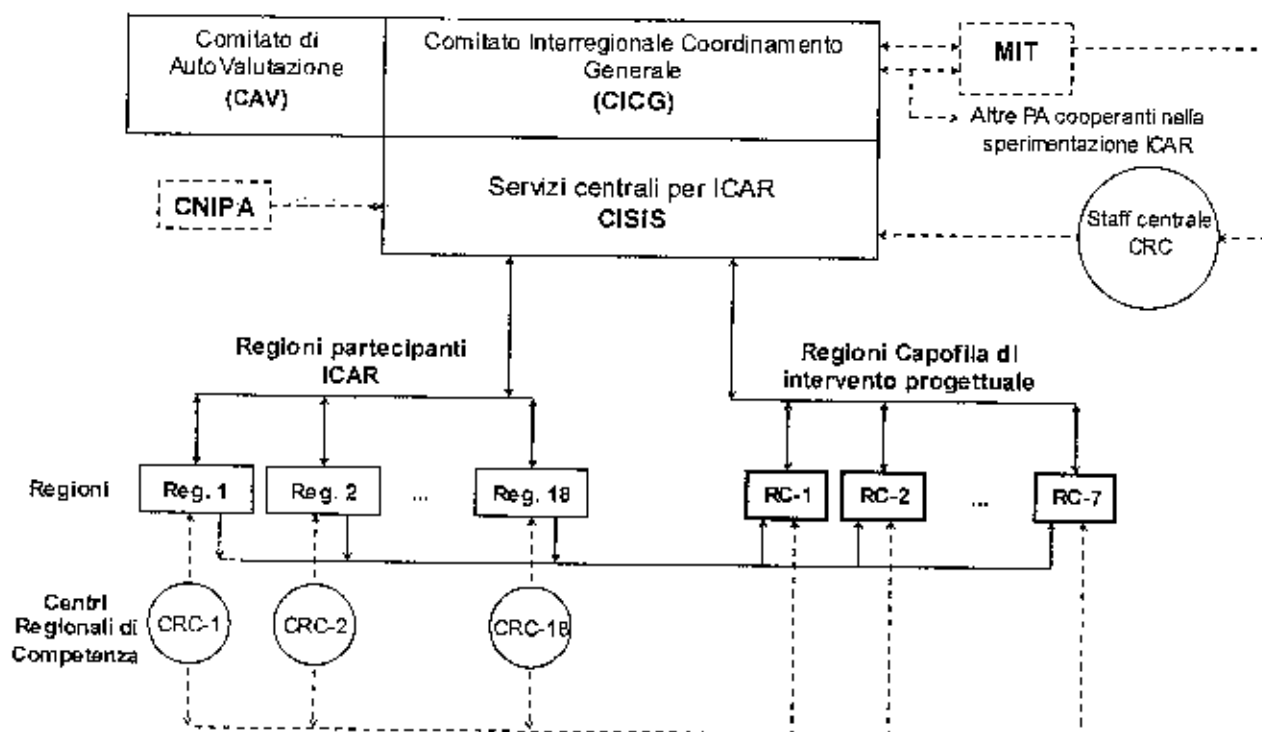 Comitato di
AutoValutazione
(CAV)
Comitato Interregionale Coordinamento
Generale
(CICG)
MIT
Altre PA cooperanti nella
sperimentazione ICAR
CNIPA
Servizi centrali per ICAR
CISIS
Staff centrale
CRC
Regioni partecipanti
ICAR
Regioni Capofila di
intervento progettuale
Regioni
Reg. 1
Reg. 2
...
Reg. 18
RC-1
RC-2
...
RC-7
Centri
Regionali di
Competenza
CRC-1
CRC-2
CRC-18